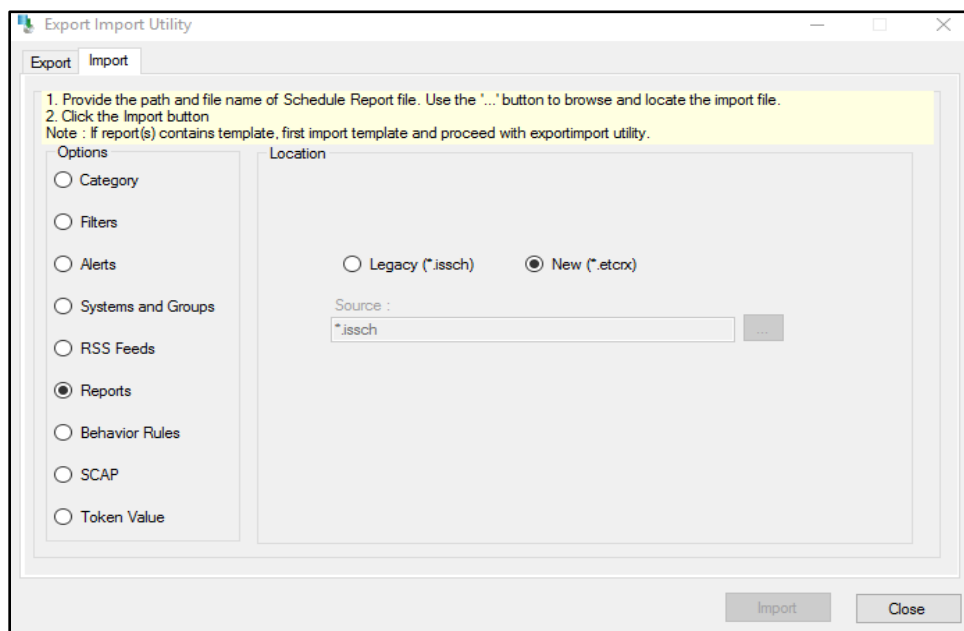 Export Import Utility
Export
Import
1. Provide the path and file name of Schedule Report file. Use the '...' button to browse and locate the import file.
2. Click the Import button
Note : If report(s) contains template, first import template and proceed with exportimport utility.
Options
Location
Category
Filters
Alerts
Legacy (*.issch)
New (*.etcrx)
Systems and Groups
Source :
*.issch
...
RSS Feeds
Reports
Behavior Rules
SCAP
Token Value
Import
Close